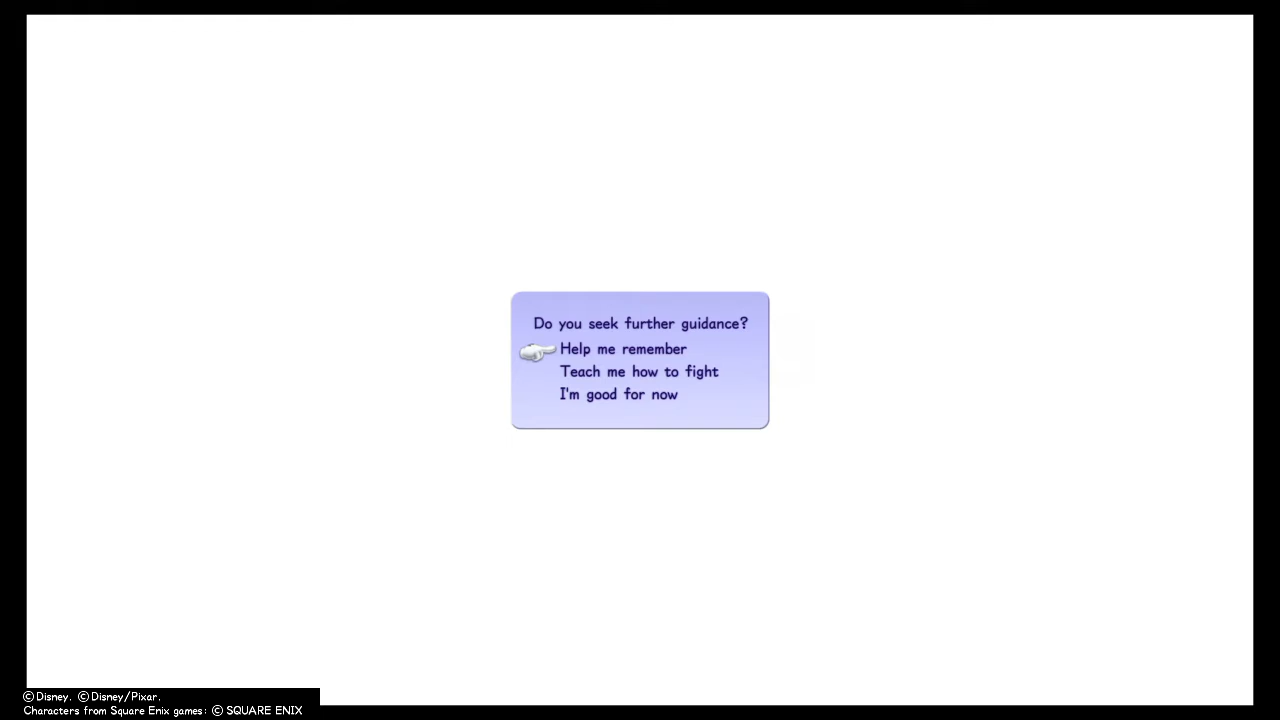 Do you seek further guidance?
Help me remember
Teach me how to fight
I'm good for now
©Disney. ©Disney/Pixar.
Characters from Square Enix games: © SQUARE ENIX